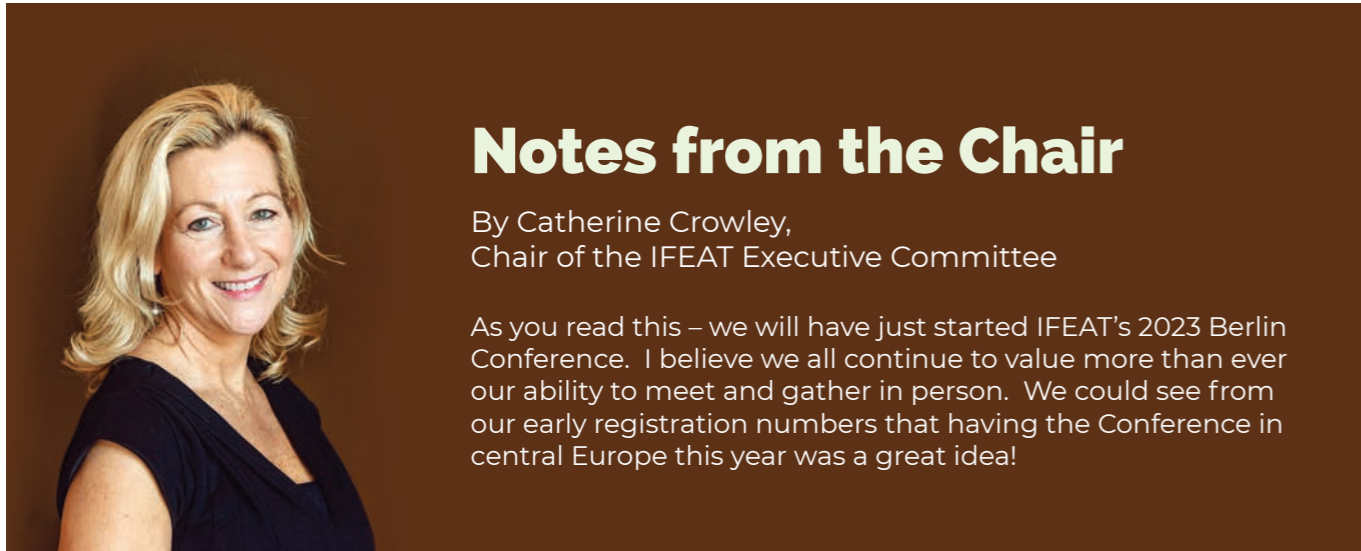 Notes from the Chair
By Catherine Crowley,
Chair of the IFEAT Executive Committee
As you read this – we will have just started IFEAT’s 2023 Berlin
Conference.  I believe we all continue to value more than ever
our ability to meet and gather in person.  We could see from
our early registration numbers that having the Conference in
central Europe this year was a great idea!